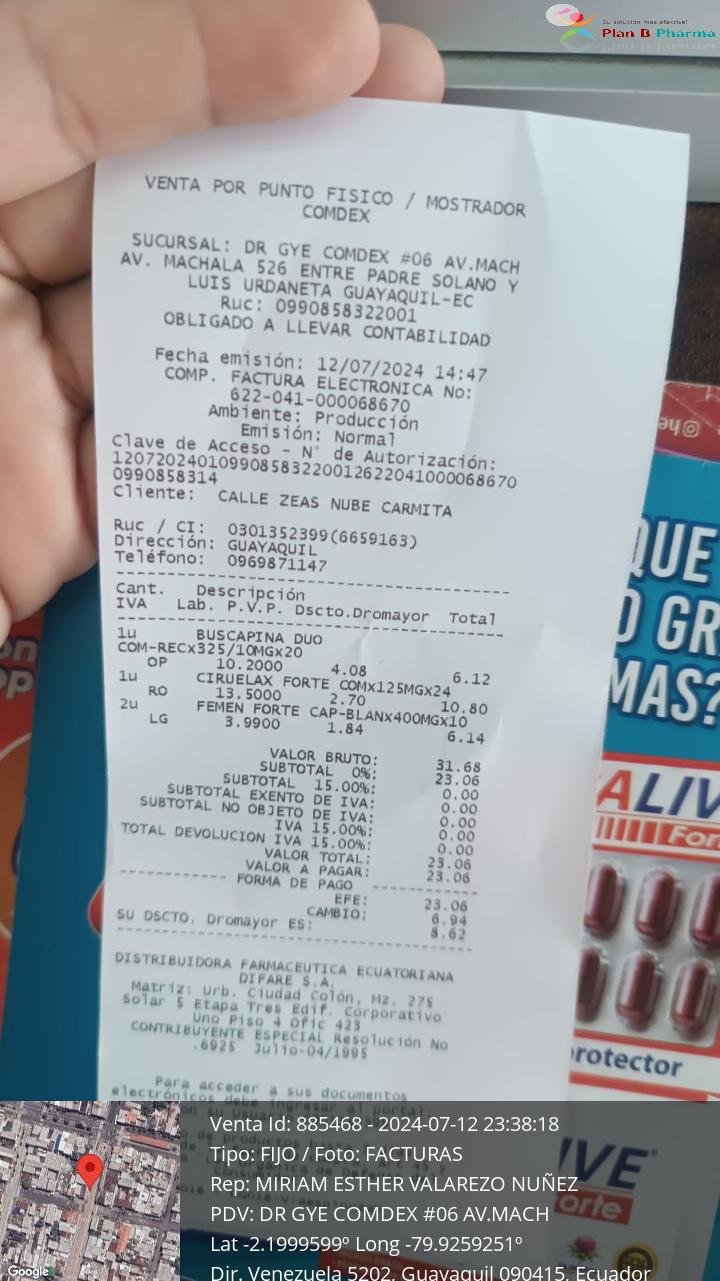 Su solución mas efectiva!
Plan B Pharma
VENTA POR PUNTO FISICO / MOSTRADOR
COMDEX
SUCURSAL: DR GYE COMDEX #06 AV.MACH
AV. MACHALA 526 ENTRE PADRE SOLANO Y
LUIS URDANETA GUAYAQUIL-EC
Ruc: 0990858322001
OBLIGADO A LLEVAR CONTABILIDAD
Fecha emisión: 12/07/2024 14:47
COMP. FACTURA ELECTRONICA No:
622-041-000068670
Ambiente: Producción
Emisión: Normal
Clave de Acceso - N° de Autorización:
120720240109908583220012622041000068670
0990858314
Cliente: CALLE ZEAS NUBE CARMITA
Ruc / CI: 0301352399(6659163)
Dirección: GUAYAQUIL
Teléfono: 0969871147
Cant. Descripción
IVA Lab. P.V.P. Dscto.Dromayor Total
1u BUSCAPINA DUO
COM-RECx325/10MGx20
OP 10.2000 4.08 6.12
1u CIRUELAX FORTE COMx125MGx24
RO 13.5000 2.70 10.80
2u FEMEN FORTE CAP-BLANx400MGx10
LG 3.9900 1.84 6.14
VALOR BRUTO: 31.68
SUBTOTAL 0%: 23.06
SUBTOTAL 15.00%: 0.00
SUBTOTAL EXENTO DE IVA: 0.00
SUBTOTAL NO OBJETO DE IVA: 0.00
IVA 15.00%: 0.00
TOTAL DEVOLUCION IVA 15.00%: 0.00
VALOR TOTAL: 23.06
VALOR A PAGAR: 23.06
FORMA DE PAGO
EFE: 23.06
CAMBIO: 6.94
SU DSCTO. Dromayor ES: 8.62
DISTRIBUIDORA FARMACEUTICA ECUATORIANA
DIFARE S.A.
Matriz: Urb. Ciudad Colón, Mz. 275
Solar 5 Etapa Tres Edif. Corporativo
Uno Piso 4 Ofic 423
CONTRIBUYENTE ESPECIAL Resolución No
.6925 Julio-04/1995
Para acceder a sus documentos
electrónicos debe ingresar al portal:
QUE
O GR
MAS?
ALIV
For
rotector
IVE
orte
Venta Id: 885468 - 2024-07-12 23:38:18
Tipo: FIJO / Foto: FACTURAS
Rep: MIRIAM ESTHER VALAREZO NUÑEZ
PDV: DR GYE COMDEX #06 AV.MACH
Lat -2.1999599º Long -79.9259251º
Dir. Venezuela 5202, Guayaquil 090415, Ecuador
Google